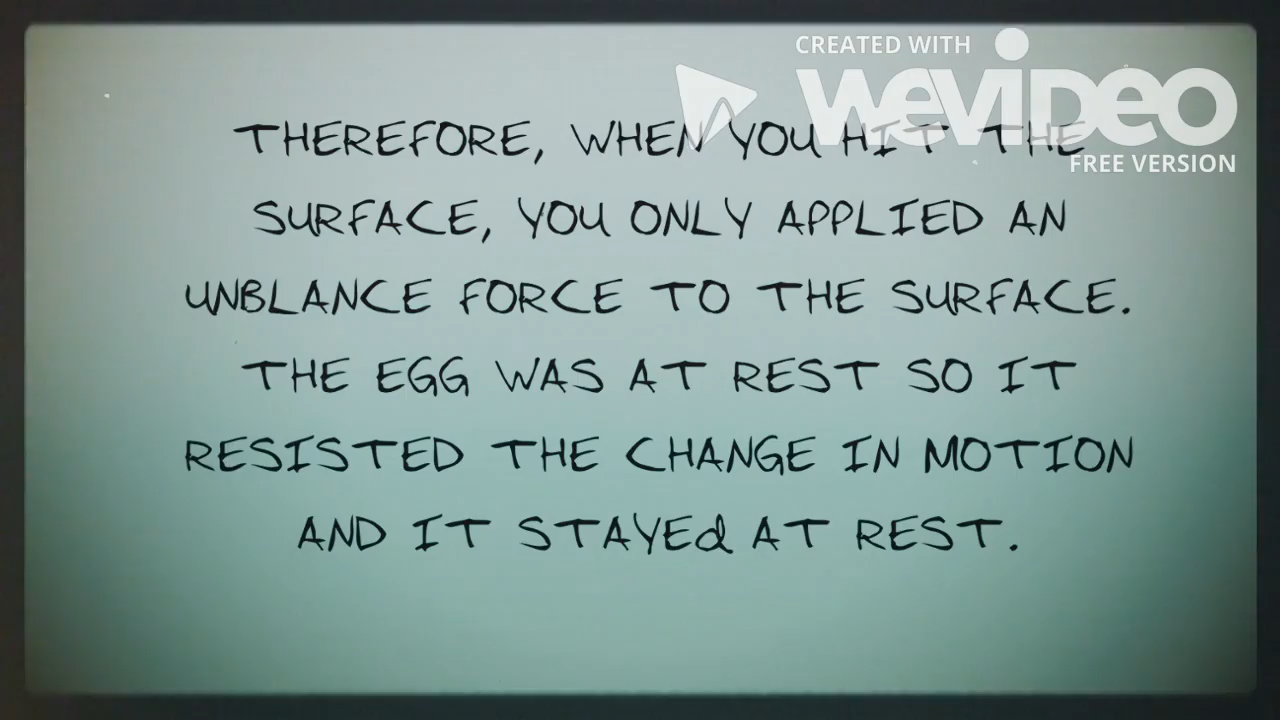 CREATED WITH
WeVIDeO
FREE VERSION
THEREFORE, WHEN YOU HIT THE
SURFACE, YOU ONLY APPLIED AN
UNBLANCE FORCE TO THE SURFACE.
THE EGG WAS AT REST SO IT
RESISTED THE CHANGE IN MOTION
AND IT STAYEd AT REST.